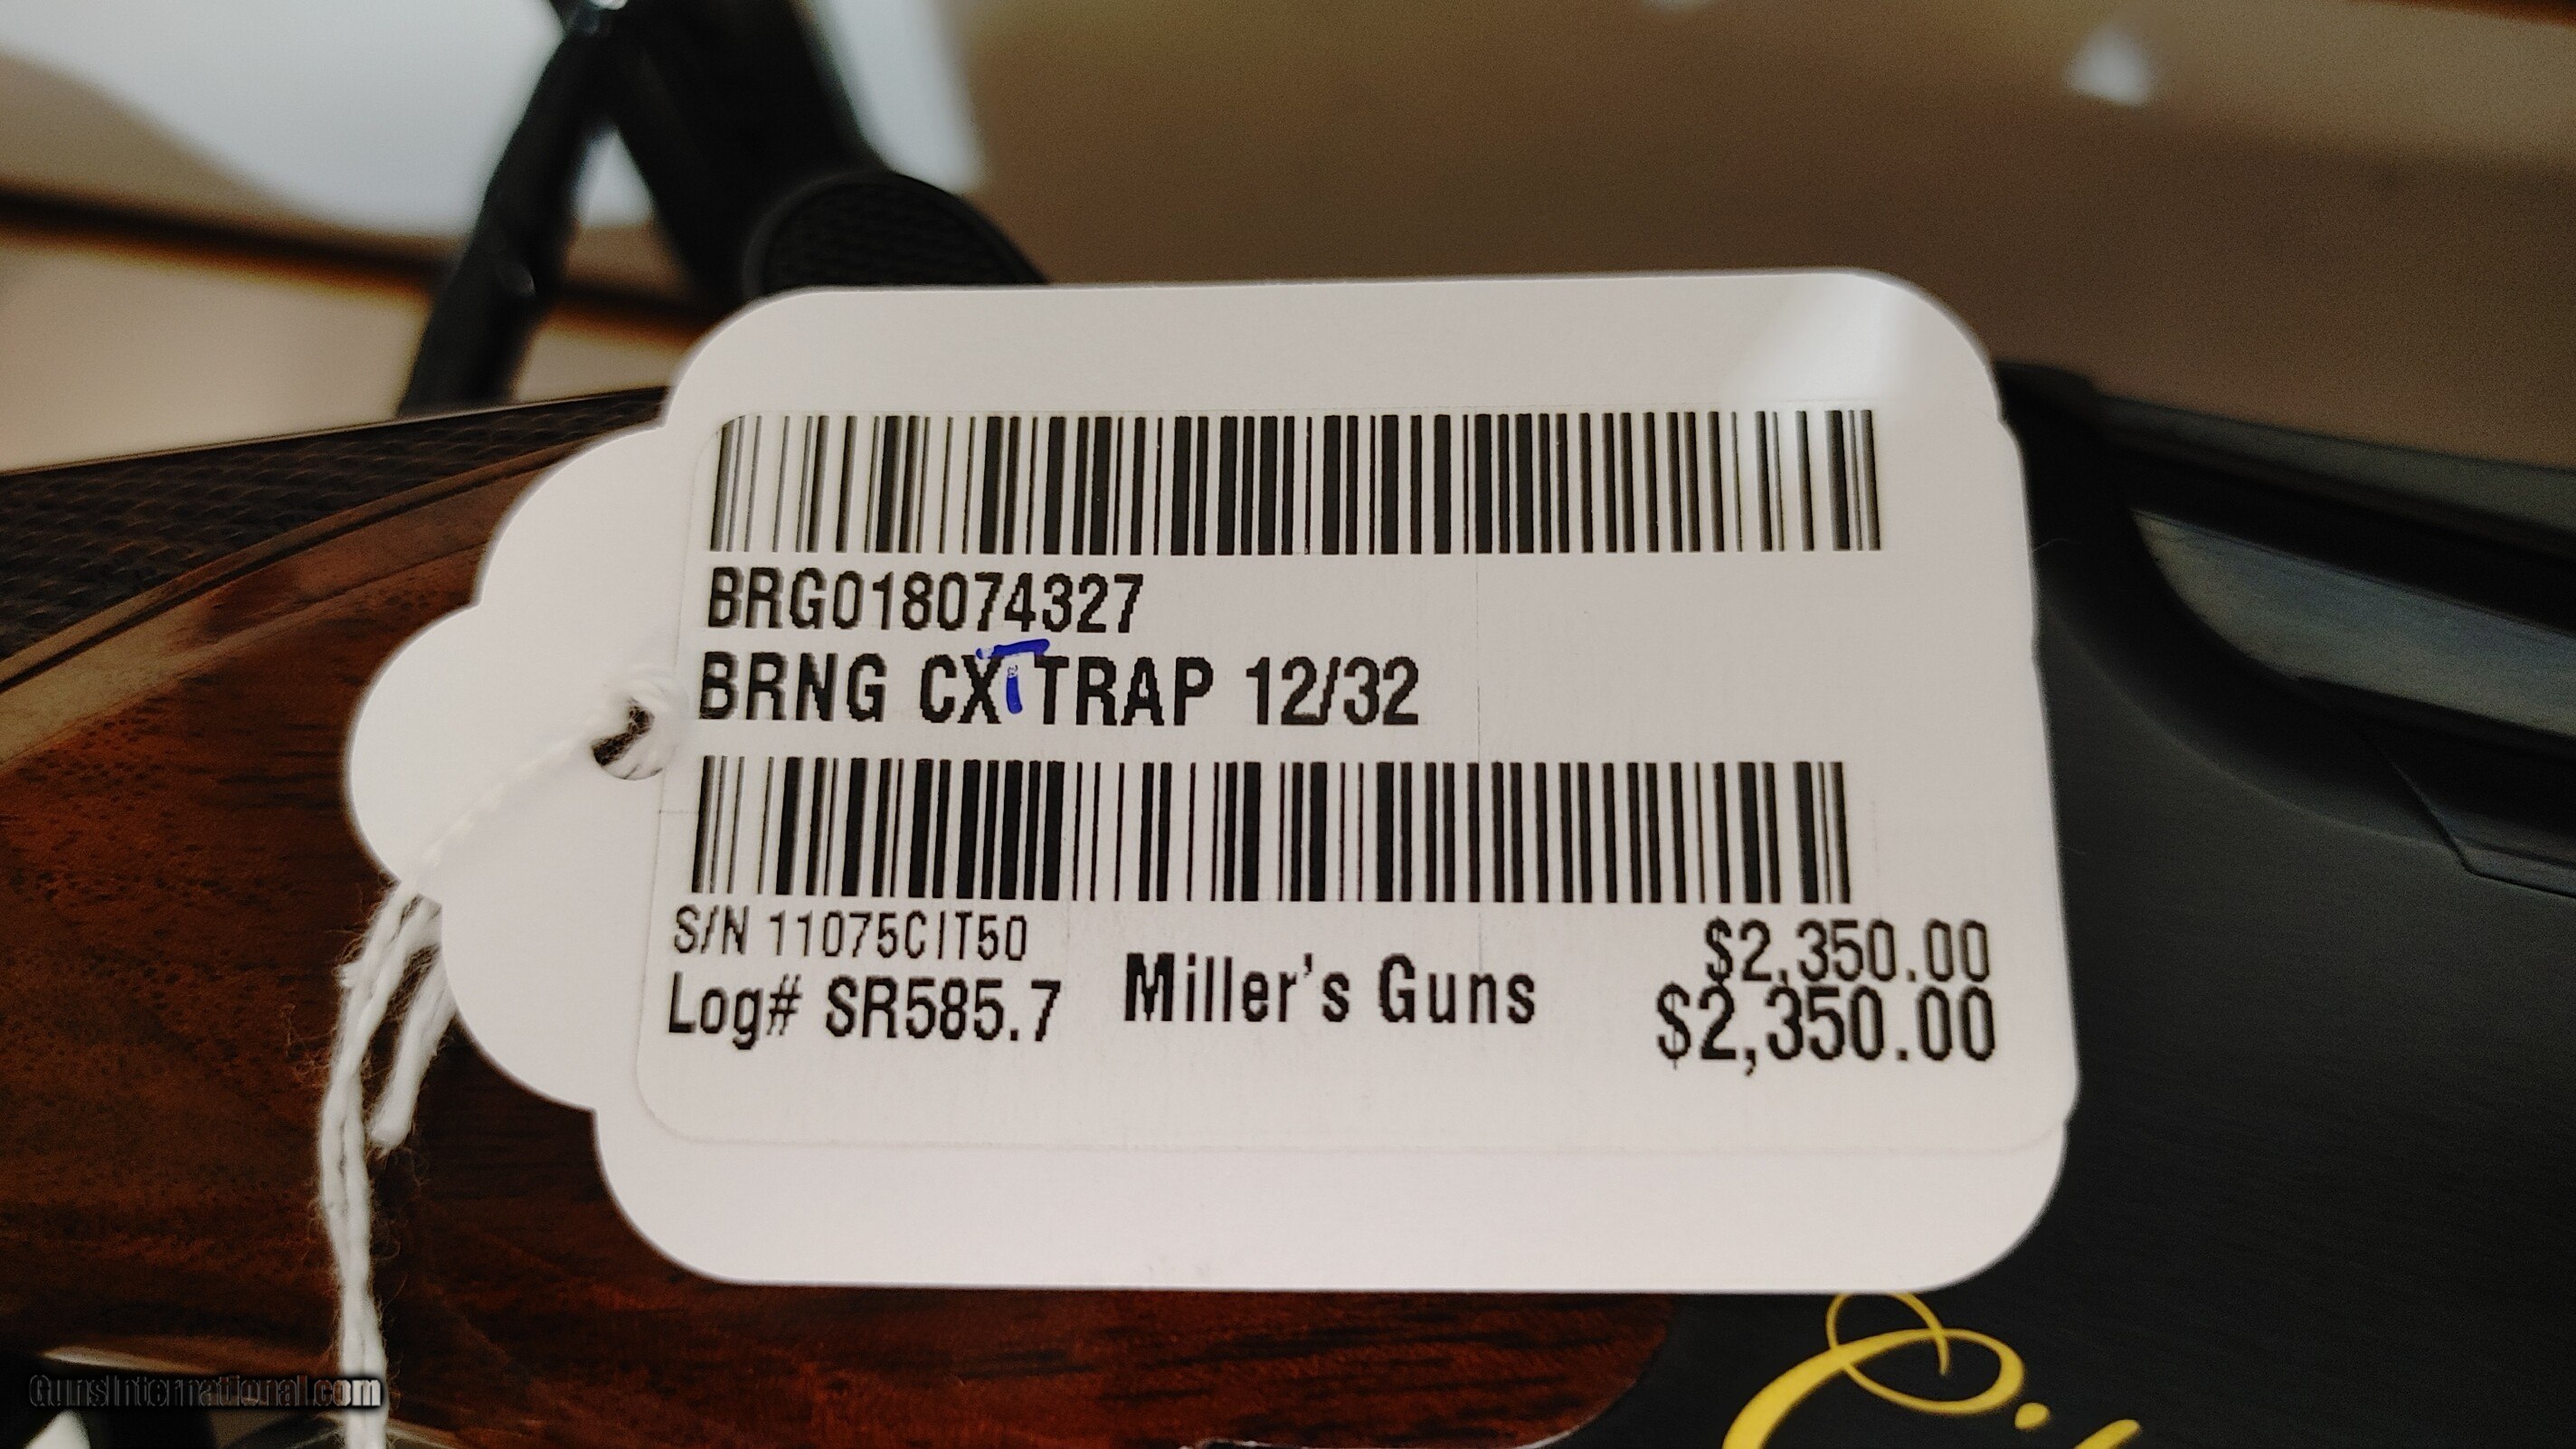 BRG018074327
BRNG CXT TRAP 12/32
S/N 11075CIT50
$2,350.00
Log# SR585.7
Miller's Guns
$2,350.00
GunsInternational.com